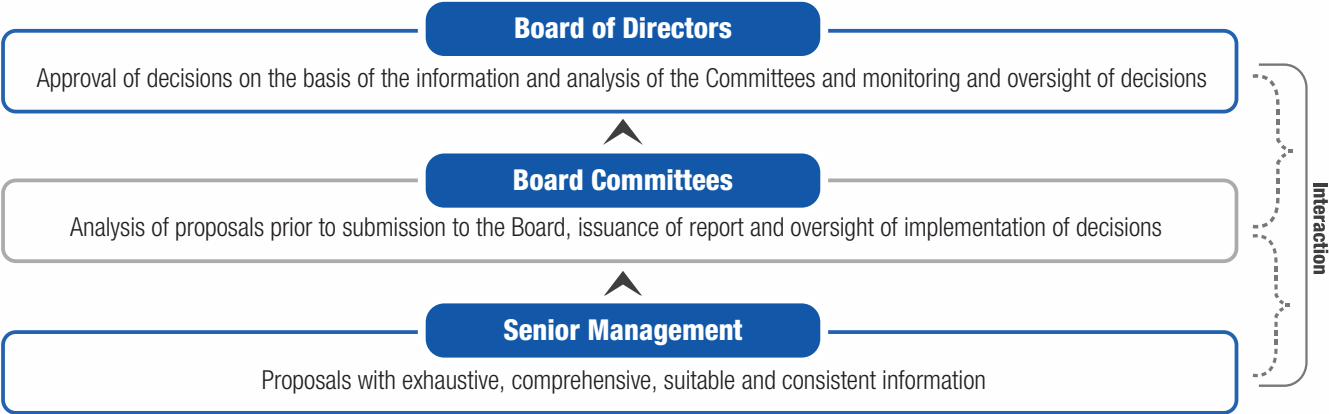 Board of Directors
Approval of decisions on the basis of the information and analysis of the Committees and monitoring and oversight of decisions
Board Committees
Analysis of proposals prior to submission to the Board, issuance of report and oversight of implementation of decisions
Senior Management
Proposals with exhaustive, comprehensive, suitable and consistent information
Interaction